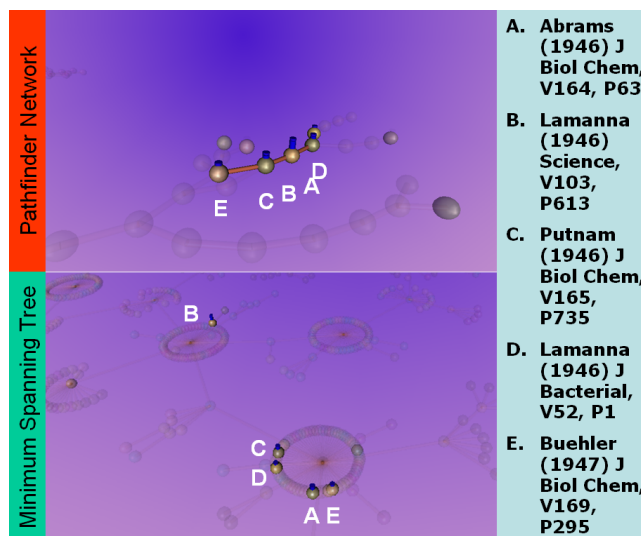 Pathfinder Network
E
C
B
A
D
Minimum Spanning Tree
B
C
D
A E
A. Abrams
(1946) J
Biol Chem,
V164, P63
B. Lamanna
(1946)
Science,
V103,
P613
C. Putnam
(1946) J
Biol Chem,
V165,
P735
D. Lamanna
(1946) J
Bacterial,
V52, P1
E. Buehler
(1947) J
Biol Chem,
V169,
P295